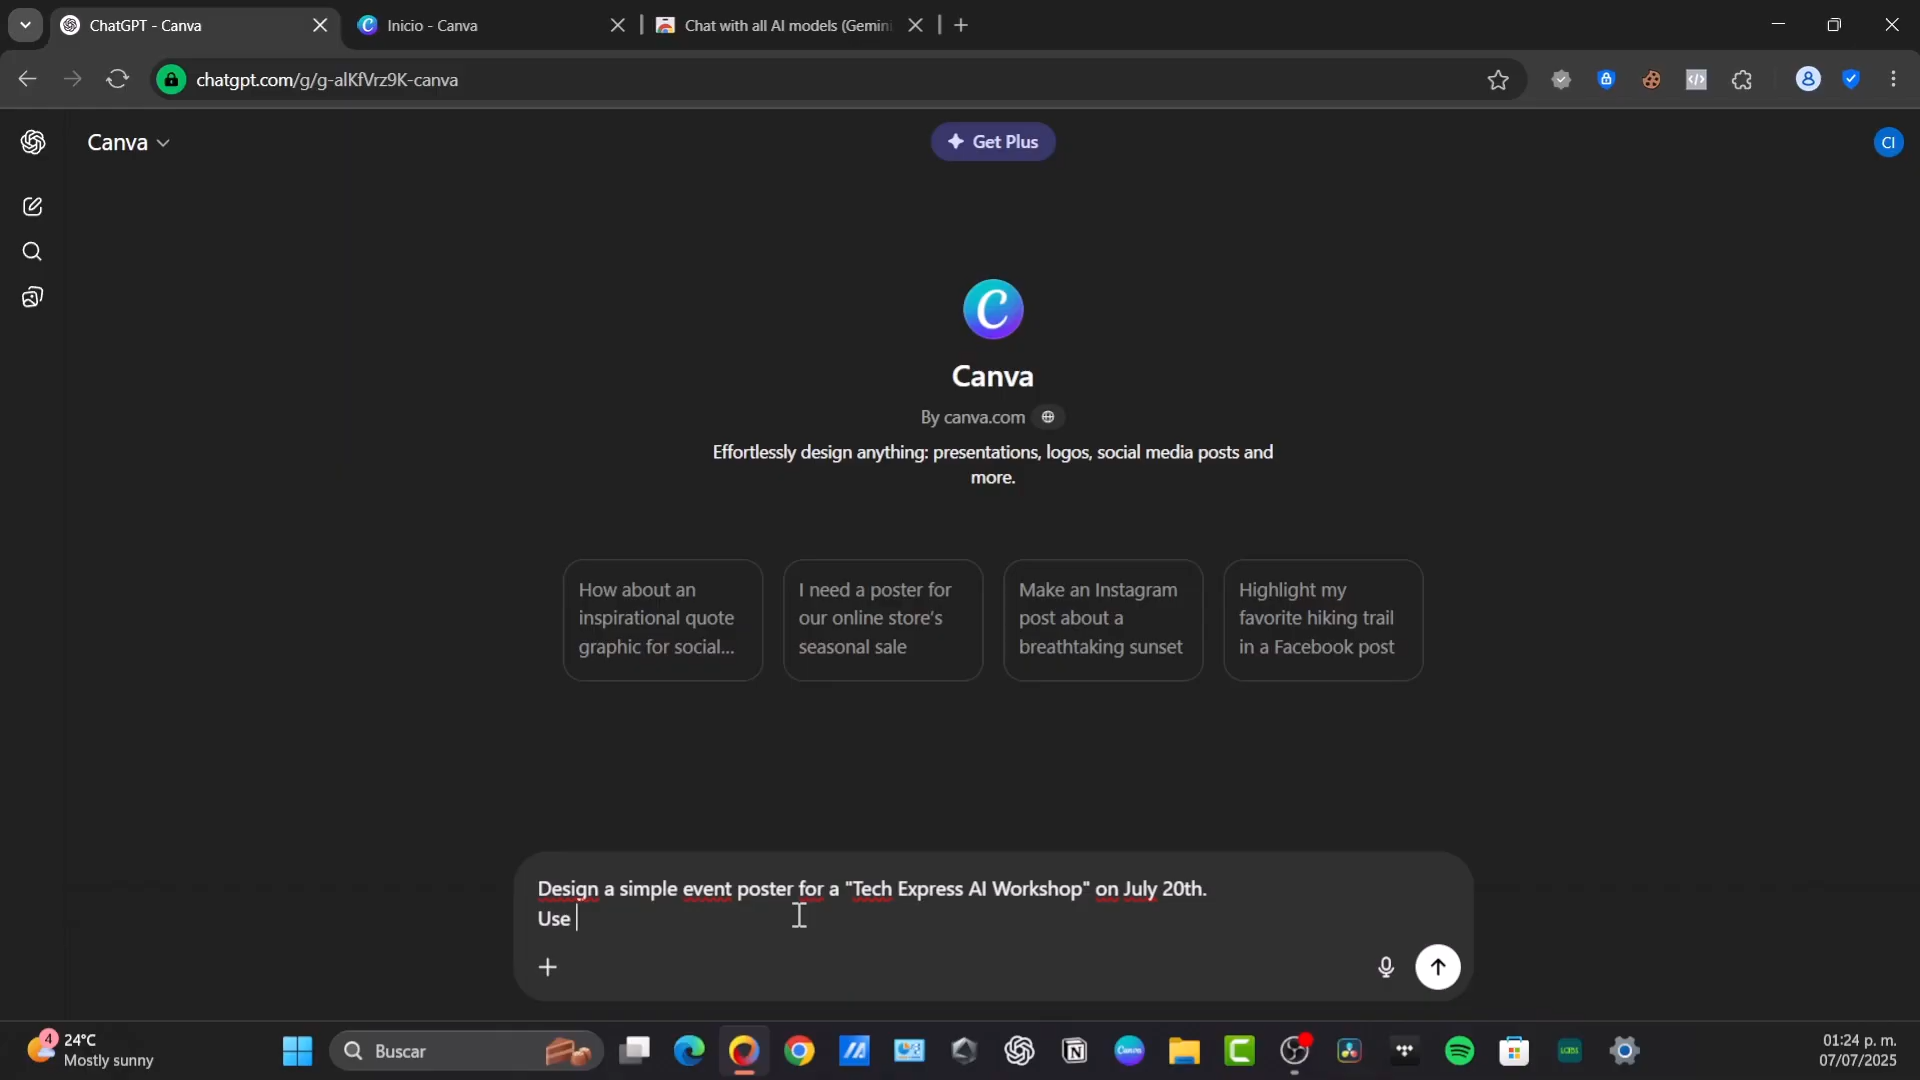 ChatGPT - Canva
Inicio - Canva
Chat with all AI models (Gemini
chatgpt.com/g/g-alKfVrz9K-canva
Canva
Get Plus
CI
C
Canva
By canva.com
Effortlessly design anything: presentations, logos, social media posts and
more.
How about an
inspirational quote
graphic for social...
I need a poster for
our online store's
seasonal sale
Make an Instagram
post about a
breathtaking sunset
Highlight my
favorite hiking trail
in a Facebook post
Design a simple event poster for a "Tech Express AI Workshop" on July 20th.
Use
4
24°C
Mostly sunny
Buscar
Canva
01:24 p. m.
07/07/2025